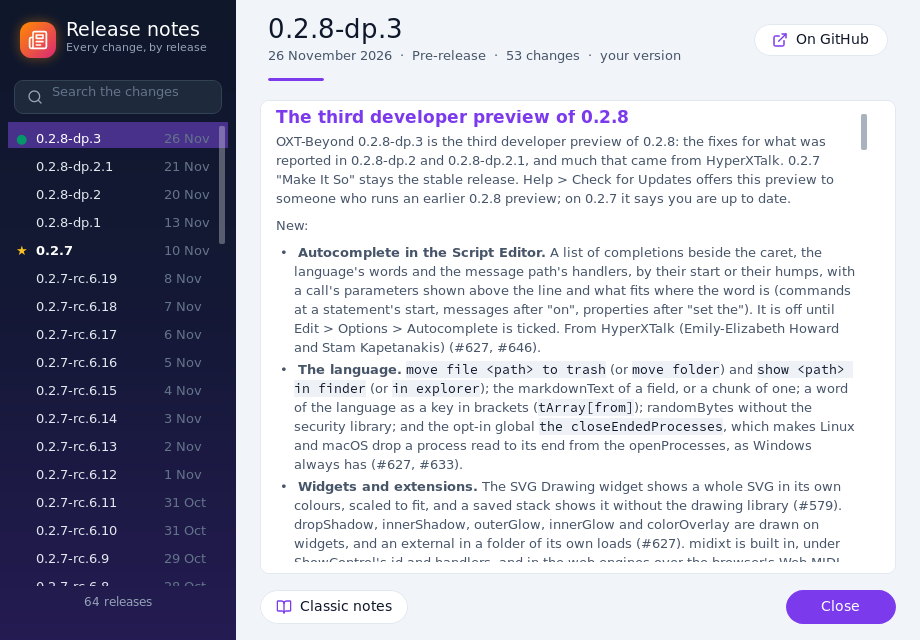 Release notes
Every change, by release
Search the changes
0.2.8-dp.3 26 Nov
0.2.8-dp.2.1 21 Nov
0.2.8-dp.2 20 Nov
0.2.8-dp.1 13 Nov
★ 0.2.7 10 Nov
0.2.7-rc.6.19 8 Nov
0.2.7-rc.6.18 7 Nov
0.2.7-rc.6.17 6 Nov
0.2.7-rc.6.16 5 Nov
0.2.7-rc.6.15 4 Nov
0.2.7-rc.6.14 3 Nov
0.2.7-rc.6.13 2 Nov
0.2.7-rc.6.12 1 Nov
0.2.7-rc.6.11 31 Oct
0.2.7-rc.6.10 31 Oct
0.2.7-rc.6.9 29 Oct
0.2.7-rc.6.8 28 Oct
64 releases
0.2.8-dp.3
26 November 2026 · Pre-release · 53 changes · your version
On GitHub
The third developer preview of 0.2.8
OXT-Beyond 0.2.8-dp.3 is the third developer preview of 0.2.8: the fixes for what was
reported in 0.2.8-dp.2 and 0.2.8-dp.2.1, and much that came from HyperXTalk. 0.2.7
"Make It So" stays the stable release. Help > Check for Updates offers this preview to
someone who runs an earlier 0.2.8 preview; on 0.2.7 it says you are up to date.
New:
• Autocomplete in the Script Editor. A list of completions beside the caret, the
language's words and the message path's handlers, by their start or their humps, with
a call's parameters shown above the line and what fits where the word is (commands
at a statement's start, messages after "on", properties after "set the"). It is off until
Edit > Options > Autocomplete is ticked. From HyperXTalk (Emily-Elizabeth Howard
and Stam Kapetanakis) (#627, #646).
• The language. move file <path> to trash (or move folder) and show <path>
in finder (or in explorer); the markdownText of a field, or a chunk of one; a word
of the language as a key in brackets (tArray[from]); randomBytes without the
security library; and the opt-in global the closeEndedProcesses, which makes Linux
and macOS drop a process read to its end from the openProcesses, as Windows
always has (#627, #633).
• Widgets and extensions. The SVG Drawing widget shows a whole SVG in its own
colours, scaled to fit, and a saved stack shows it without the drawing library (#579).
dropShadow, innerShadow, outerGlow, innerGlow and colorOverlay are drawn on
widgets, and an external in a folder of its own loads (#627). midixt is built in, under
ShowControl's id and handlers, and in the web engines over the browser's Web MIDI
Classic notes
Close